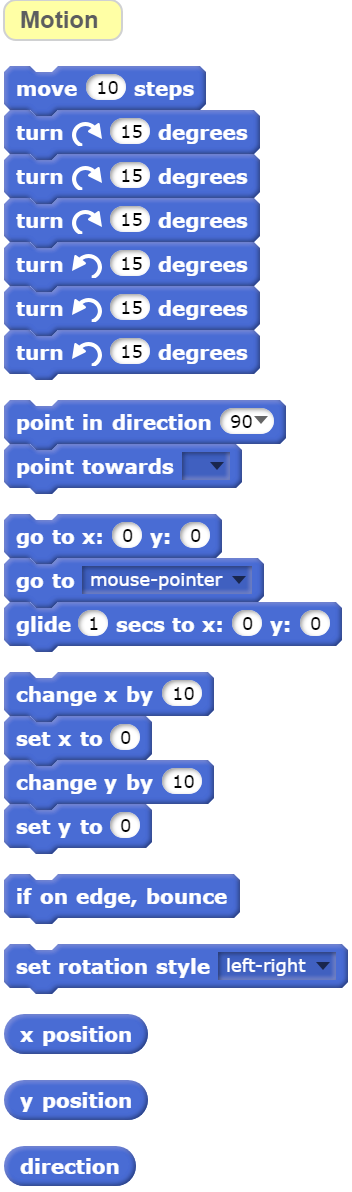 Motion
move 10 steps
turn 15 degrees
turn 15 degrees
turn 15 degrees
turn 15 degrees
turn 15 degrees
turn 15 degrees
point in direction 90
point towards
go to x: 0 y: 0
go to mouse-pointer
glide 1 secs to x: 0 y: 0
change x by 10
set x to 0
change y by 10
set y to 0
if on edge, bounce
set rotation style left-right
x position
y position
direction